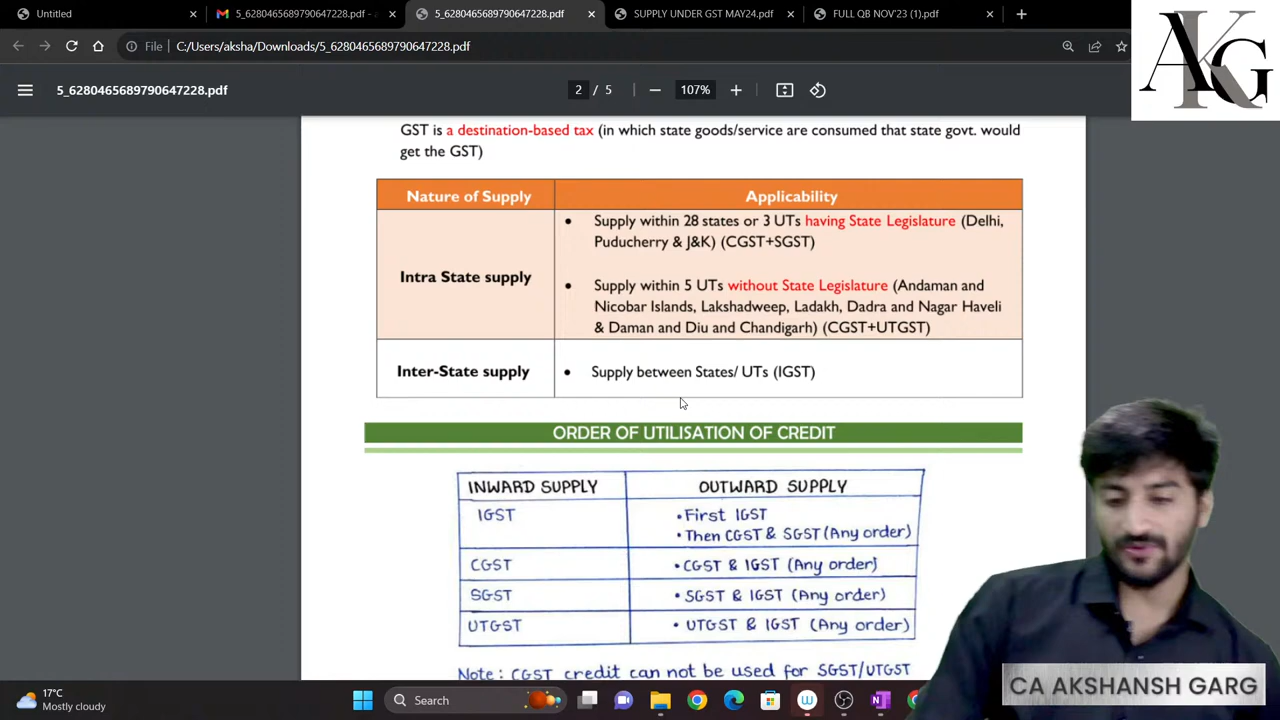 Untitled
5_6280465689790647228.pdf - a
5_6280465689790647228.pdf
SUPPLY UNDER GST MAY24.pdf
FULL QB NOV'23 (1).pdf
File
C:/Users/aksha/Downloads/5_6280465689790647228.pdf
AKG
5_6280465689790647228.pdf
2 / 5
107%
GST is a destination-based tax (in which state goods/service are consumed that state govt. would
get the GST)
Nature of Supply
Applicability
Intra State supply
• Supply within 28 states or 3 UTs having State Legislature (Delhi,
Puducherry & J&K) (CGST+SGST)
• Supply within 5 UTs without State Legislature (Andaman and
Nicobar Islands, Lakshadweep, Ladakh, Dadra and Nagar Haveli
& Daman and Diu and Chandigarh) (CGST+UTGST)
Inter-State supply
• Supply between States/ UTs (IGST)
ORDER OF UTILISATION OF CREDIT
INWARD SUPPLY
OUTWARD SUPPLY
IGST
• First IGST
• Then CGST & SGST (Any order)
CGST
• CGST & IGST (Any order)
SGST
• SGST & IGST (Any order)
UTGST
• UTGST & IGST (Any order)
Note: CGST credit can not be used for SGST/UTGST
CA AKSHANSH GARG
17°C
Mostly cloudy
Search